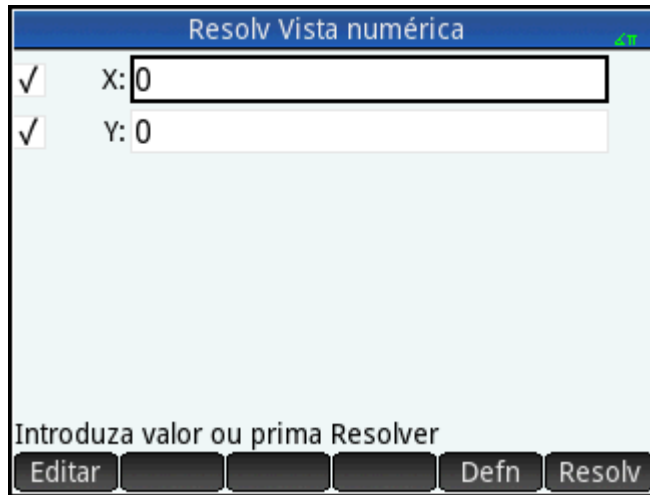 Resolv Vista numérica
∡π
√ X: 0
√ Y: 0
Introduza valor ou prima Resolver
Editar Defn Resolv